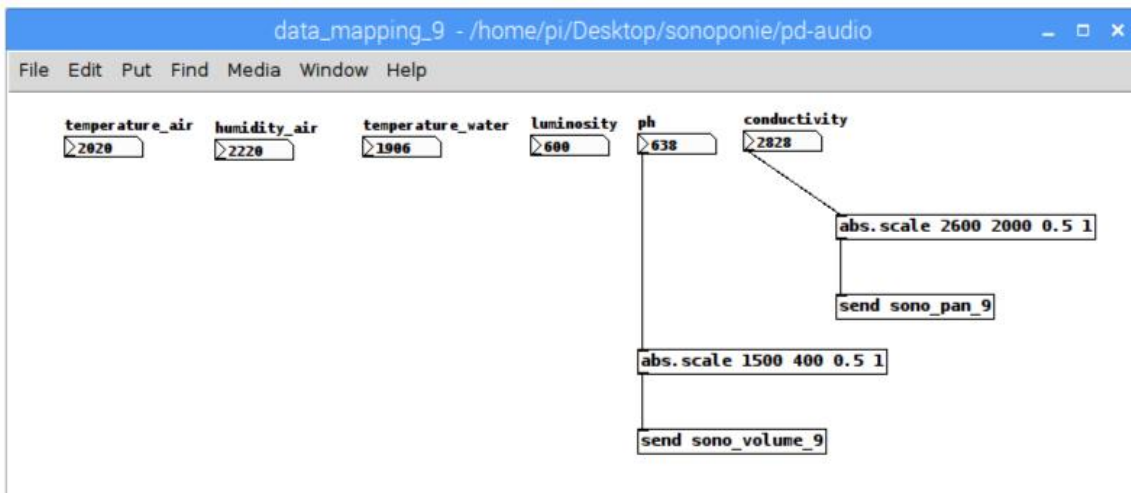 data_mapping_9 - /home/pi/Desktop/sonoponie/pd-audio
File Edit Put Find Media Window Help
temperature_air humidity_air temperature_water luminosity ph conductivity
2020 2220 1906 600 638 2828
abs.scale 2600 2000 0.5 1
send sono_pan_9
abs.scale 1500 400 0.5 1
send sono_volume_9